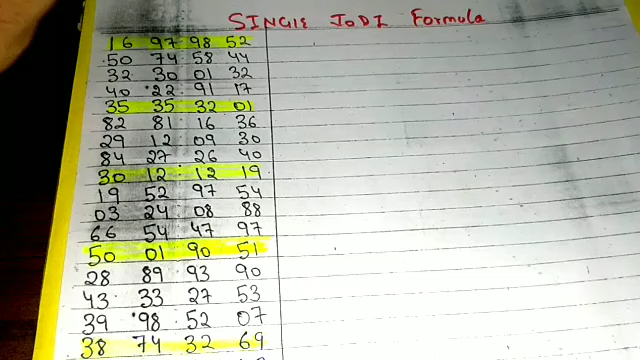 SINGlE JODI Formula
16 97 98 52
50 74 58 44
32 30 01 32
40 22 91 17
35 35 32 01
82 81 16 36
29 12 09 30
84 27 26 40
30 12 12 19
19 52 97 54
03 24 08 88
66 54 47 97
50 01 90 51
28 89 93 90
43 33 27 53
39 98 52 07
38 74 32 69